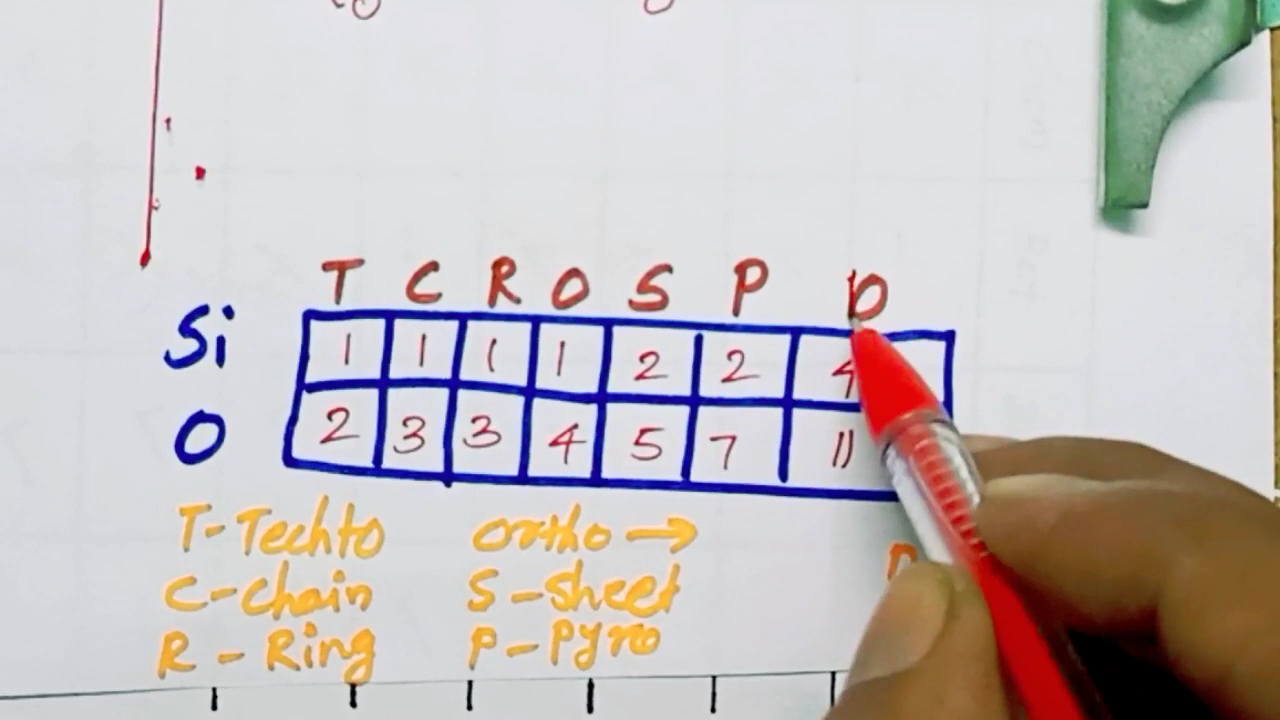 T C R O S P D
Si 1 1 1 1 2 2 4
O 2 3 3 4 5 7 11
T-Techto ortho →
C-chain S-sheet
R-Ring P-Pyro